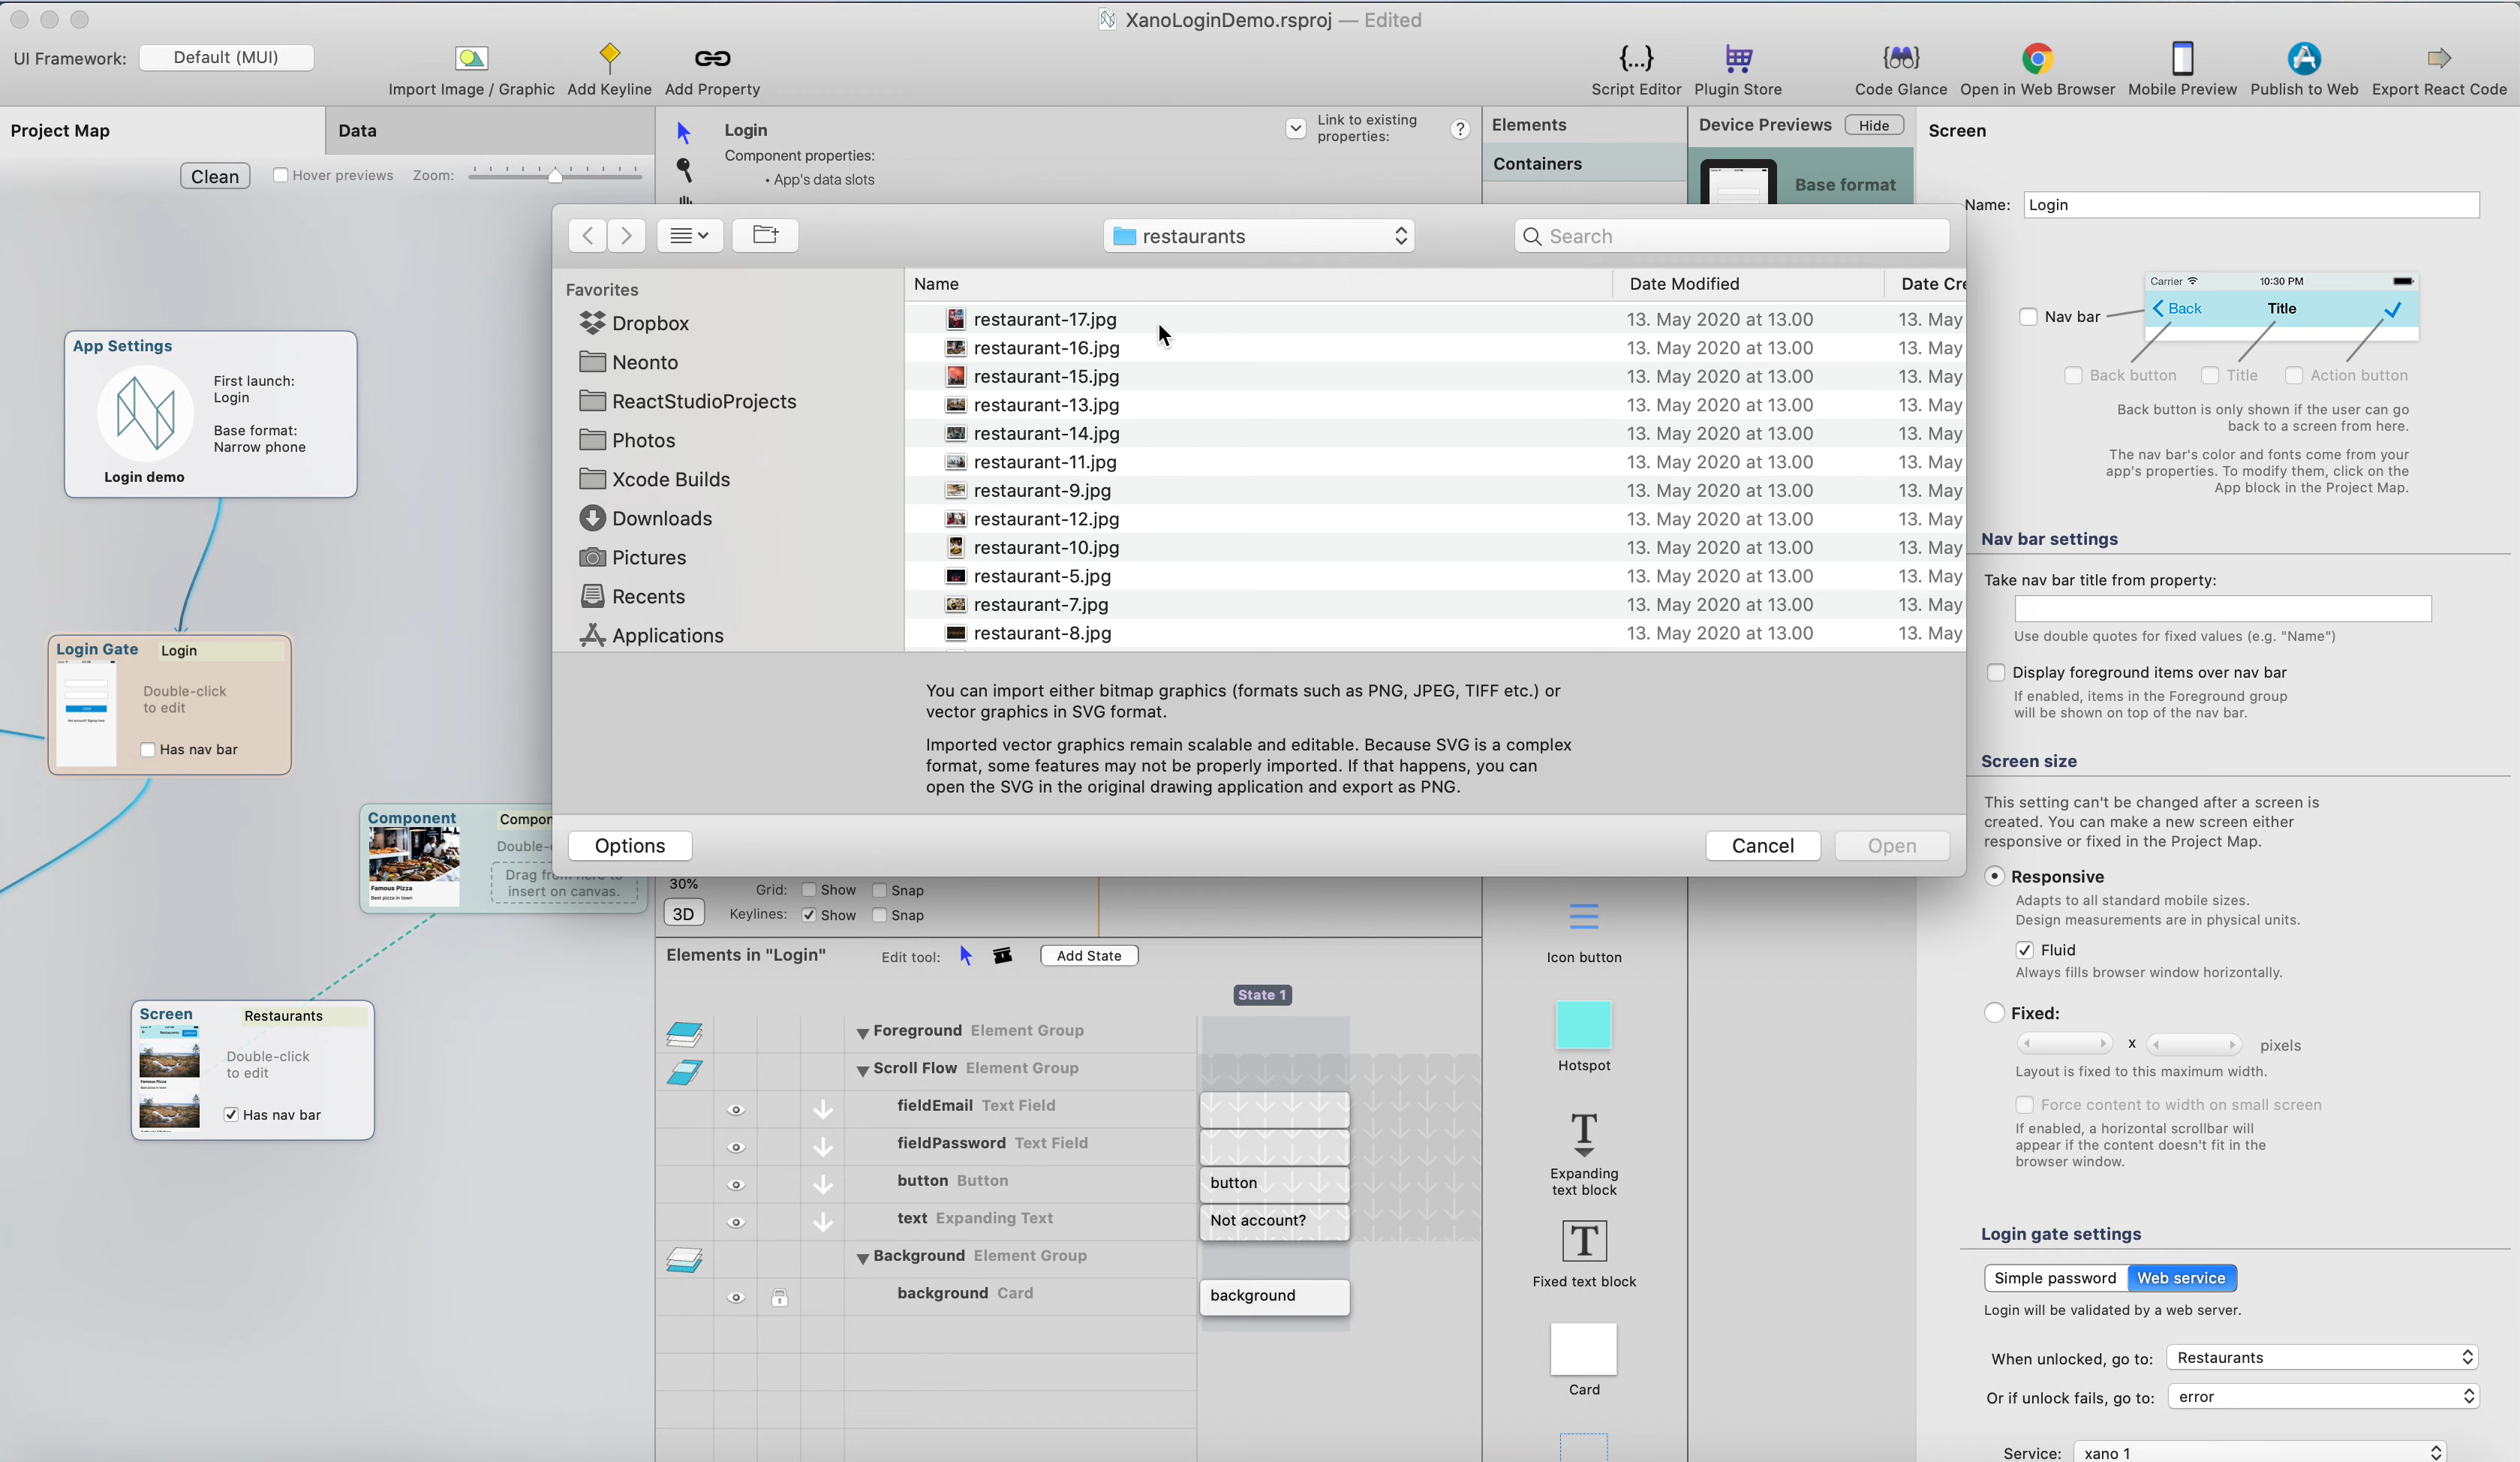 XanoLoginDemo.rsproj — Edited
UI Framework:
Default (MUI)
Import Image / Graphic
Add Keyline
Add Property
Script Editor
Plugin Store
Code Glance
Open in Web Browser
Mobile Preview
Publish to Web
Export React Code
Project Map
Data
Clean
Hover previews
Zoom:
Login
Component properties:
• App's data slots
Link to existing
properties:
?
Elements
Containers
Device Previews
Hide
Base format
Screen
Name:
Login
restaurants
Search
Favorites
Dropbox
Neonto
ReactStudioProjects
Photos
Xcode Builds
Downloads
Pictures
Recents
Applications
Name
Date Modified
Date Cre
restaurant-17.jpg 13. May 2020 at 13.00 13. May
restaurant-16.jpg 13. May 2020 at 13.00 13. May
restaurant-15.jpg 13. May 2020 at 13.00 13. May
restaurant-13.jpg 13. May 2020 at 13.00 13. May
restaurant-14.jpg 13. May 2020 at 13.00 13. May
restaurant-11.jpg 13. May 2020 at 13.00 13. May
restaurant-9.jpg 13. May 2020 at 13.00 13. May
restaurant-12.jpg 13. May 2020 at 13.00 13. May
restaurant-10.jpg 13. May 2020 at 13.00 13. May
restaurant-5.jpg 13. May 2020 at 13.00 13. May
restaurant-7.jpg 13. May 2020 at 13.00 13. May
restaurant-8.jpg 13. May 2020 at 13.00 13. May
You can import either bitmap graphics (formats such as PNG, JPEG, TIFF etc.) or
vector graphics in SVG format.
Imported vector graphics remain scalable and editable. Because SVG is a complex
format, some features may not be properly imported. If that happens, you can
open the SVG in the original drawing application and export as PNG.
Options
Cancel
Open
App Settings
First launch:
Login
Base format:
Narrow phone
Login demo
Login Gate
Login
Double-click
to edit
Has nav bar
Component
Compon
Double-c
Drag from here to
insert on canvas.
Famous Pizza
Best pizza in town
Screen
Restaurants
Double-click
to edit
Has nav bar
30%
3D
Grid:
Show
Snap
Keylines:
Show
Snap
Elements in "Login"
Edit tool:
Add State
State 1
Foreground Element Group
Scroll Flow Element Group
fieldEmail Text Field
fieldPassword Text Field
button Button
button
text Expanding Text
Not account?
Background Element Group
background Card
background
Icon button
Hotspot
T
Expanding
text block
T
Fixed text block
Card
Carrier
10:30 PM
Back
Title
Nav bar
Back button
Title
Action button
Back button is only shown if the user can go
back to a screen from here.
The nav bar's color and fonts come from your
app's properties. To modify them, click on the
App block in the Project Map.
Nav bar settings
Take nav bar title from property:
Use double quotes for fixed values (e.g. "Name")
Display foreground items over nav bar
If enabled, items in the Foreground group
will be shown on top of the nav bar.
Screen size
This setting can't be changed after a screen is
created. You can make a new screen either
responsive or fixed in the Project Map.
Responsive
Adapts to all standard mobile sizes.
Design measurements are in physical units.
Fluid
Always fills browser window horizontally.
Fixed:
x
pixels
Layout is fixed to this maximum width.
Force content to width on small screen
If enabled, a horizontal scrollbar will
appear if the content doesn't fit in the
browser window.
Login gate settings
Simple password
Web service
Login will be validated by a web server.
When unlocked, go to:
Restaurants
Or if unlock fails, go to:
error
Service:
xano 1